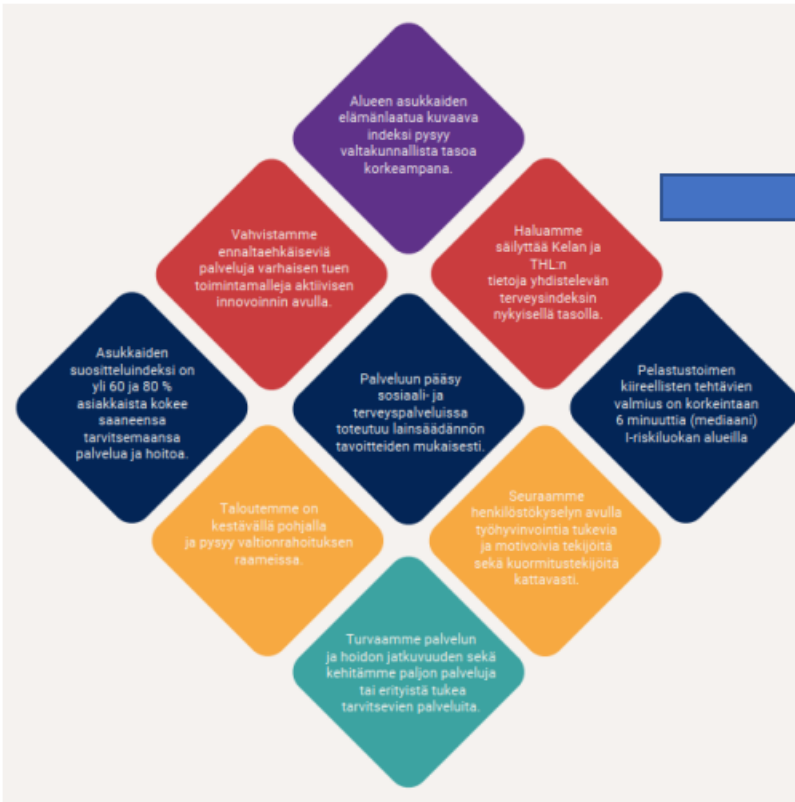 Alueen asukkaiden
elämänlaatua kuvaava
indeksi pysyy
valtakunnallista tasoa
korkeampana.
Vahvistamme
ennaltaehkäiseviä
palveluja varhaisen tuen
toimintamalleja aktiivisen
innovoinnin avulla.
Haluamme
säilyttää Kelan ja
THL:n
tietoja yhdistelevän
terveysindeksin
nykyisellä tasolla.
Asukkaiden
suositteluindeksi on
yli 60 ja 80 %
asiakkaista kokee
saaneensa
tarvitsemaansa
palvelua ja hoitoa.
Palveluun pääsy
sosiaali- ja
terveyspalveluissa
toteutuu lainsäädännön
tavoitteiden mukaisesti.
Pelastustoimen
kiireellisten tehtävien
valmius on korkeintaan
6 minuuttia (mediaani)
I-riskiluokan alueilla
Taloutemme on
kestävällä pohjalla
ja pysyy valtionrahoituksen
raameissa.
Seuraamme
henkilöstökyselyn avulla
työhyvinvointia tukevia
ja motivoivia tekijöitä
sekä kuormitustekijöitä
kattavasti.
Turvaamme palvelun
ja hoidon jatkuvuuden sekä
kehitämme paljon palveluja
tai erityistä tukea
tarvitsevien palveluita.